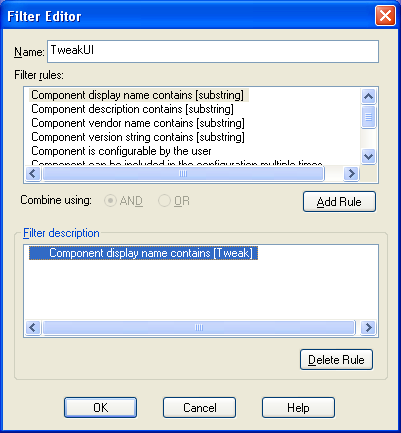 Filter Editor
Name: TweakUI
Filter rules:
Component display name contains [substring]
Component description contains [substring]
Component vendor name contains [substring]
Component version string contains [substring]
Component is configurable by the user
Component can be included in the configuration multiple times
Combine using: AND OR
Add Rule
Filter description
Component display name contains [Tweak]
Delete Rule
OK Cancel Help